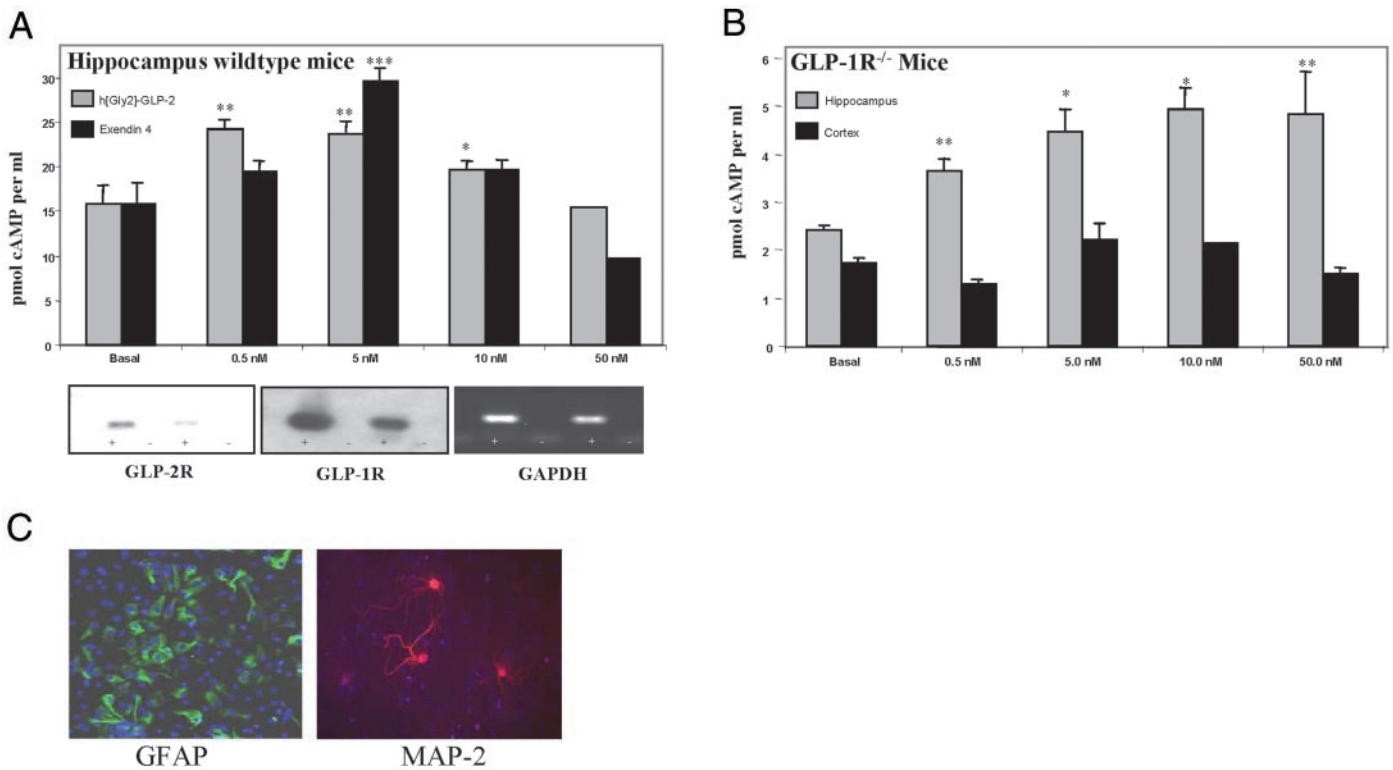 A
Hippocampus wildtype mice
h[Gly2]-GLP-2
Exendin 4
pmol cAMP per ml
30
25
20
15
10
5
0
**
**
***
*
Basal
0.5 nM
5 nM
10 nM
50 nM
+ - + -
GLP-2R
+ - + -
GLP-1R
+ - + -
GAPDH
B
GLP-1R-/- Mice
Hippocampus
Cortex
pmol cAMP per ml
6
5
4
3
2
1
0
**
*
*
**
Basal
0.5 nM
5.0 nM
10.0 nM
50.0 nM
C
GFAP
MAP-2